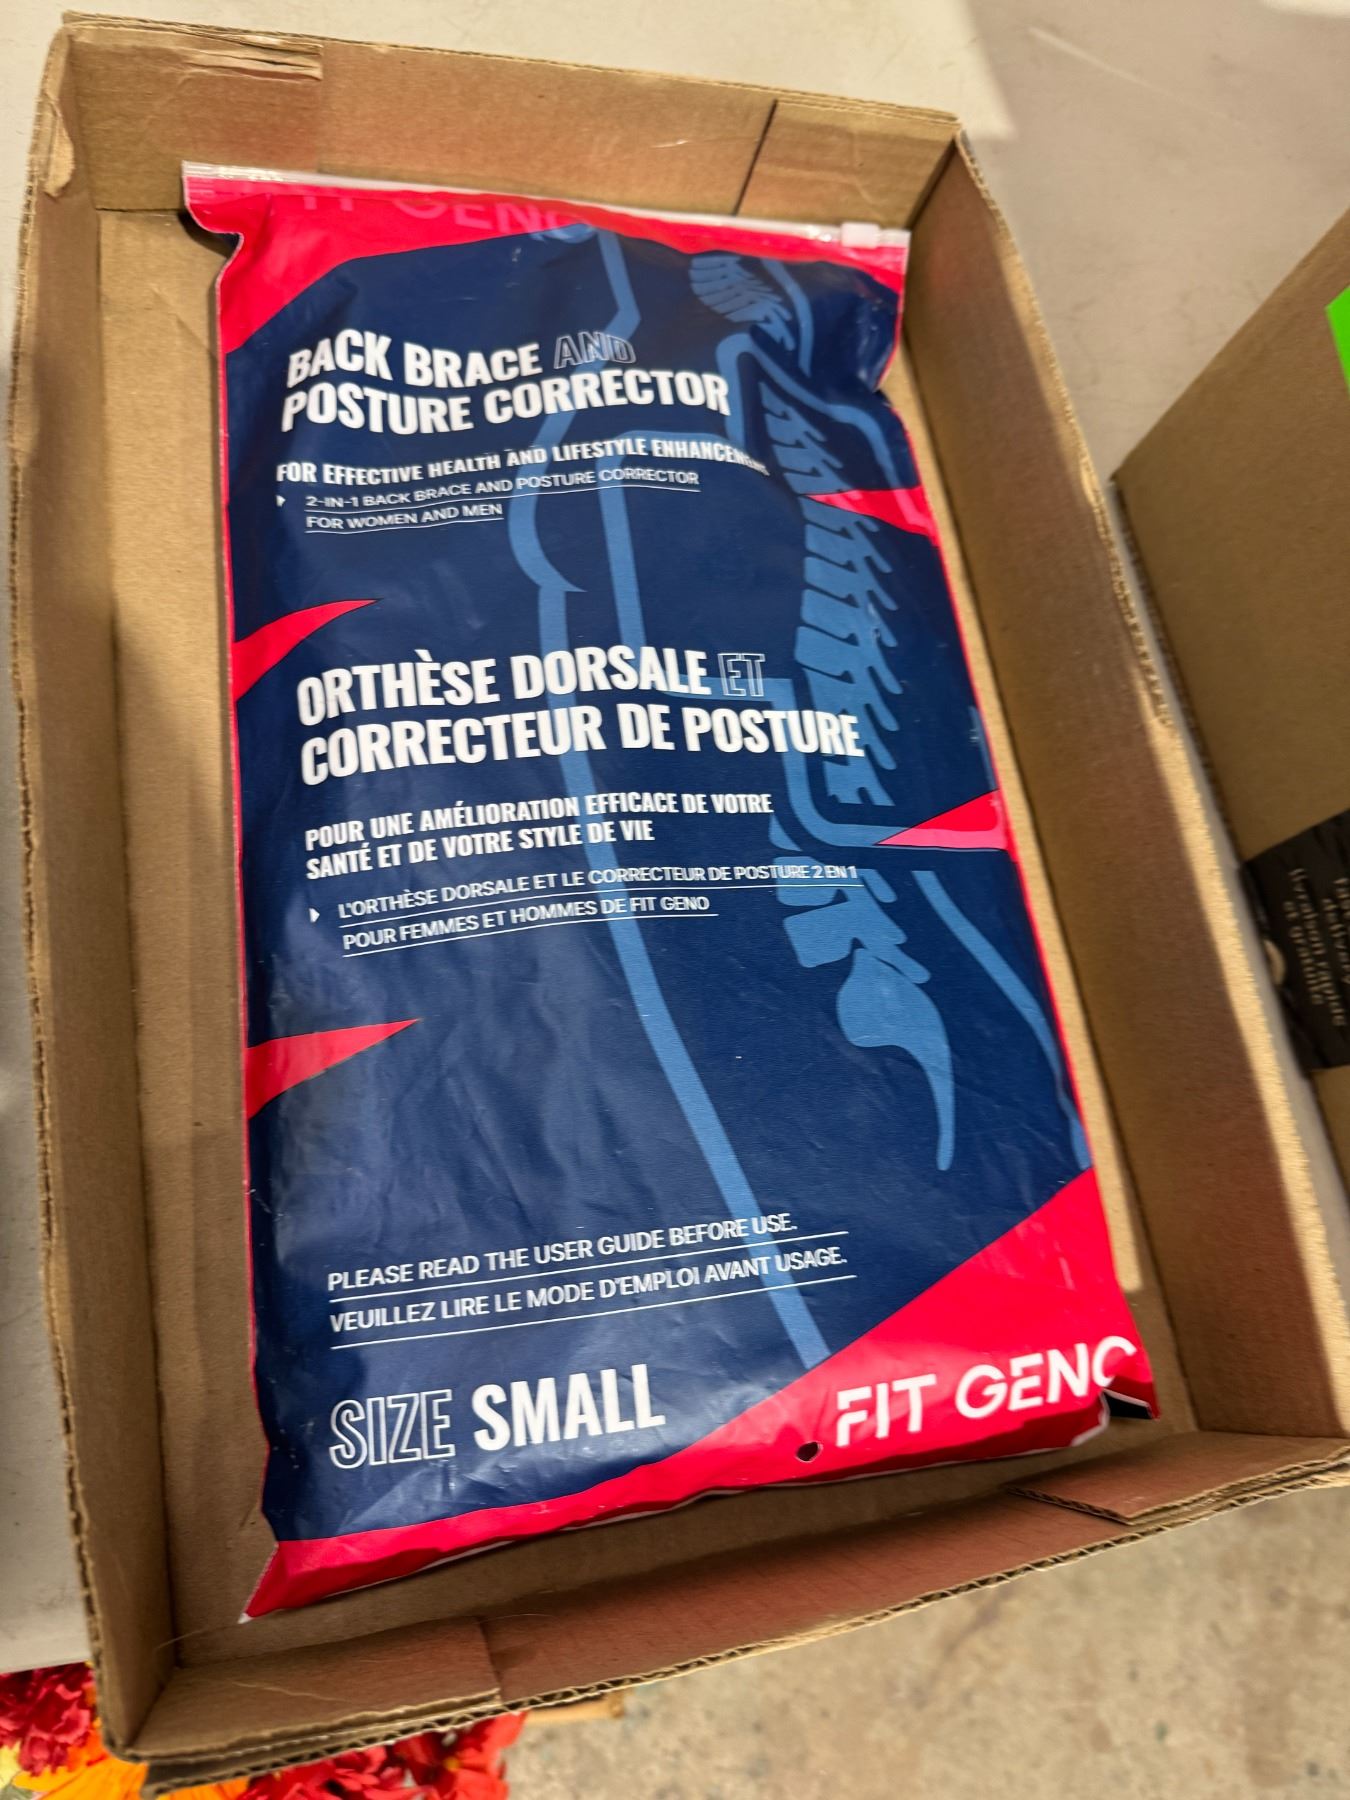 FIT GENO
BACK BRACE AND
POSTURE CORRECTOR
FOR EFFECTIVE HEALTH AND LIFESTYLE ENHANCEMENT
2-IN-1 BACK BRACE AND POSTURE CORRECTOR
FOR WOMEN AND MEN
ORTHÈSE DORSALE ET
CORRECTEUR DE POSTURE
POUR UNE AMÉLIORATION EFFICACE DE VOTRE
SANTÉ ET DE VOTRE STYLE DE VIE
L'ORTHÈSE DORSALE ET LE CORRECTEUR DE POSTURE 2 EN 1
POUR FEMMES ET HOMMES DE FIT GENO
PLEASE READ THE USER GUIDE BEFORE USE.
VEUILLEZ LIRE LE MODE D'EMPLOI AVANT USAGE.
SIZE SMALL
FIT GENO